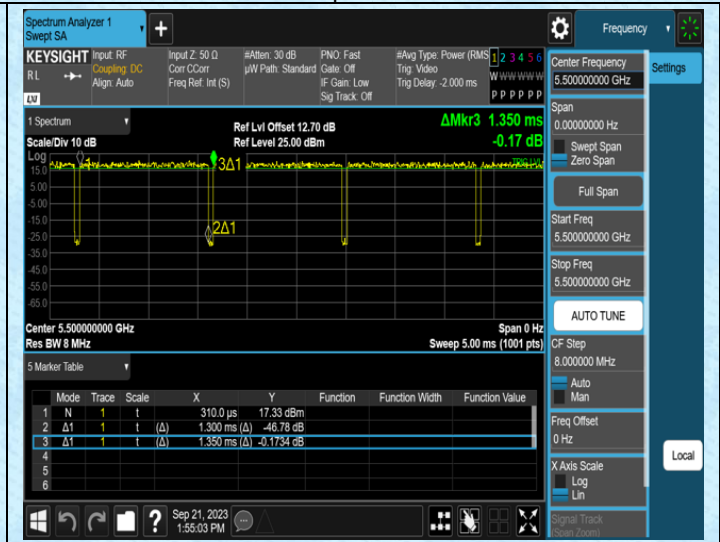 Spectrum Analyzer 1
Swept SA
+
Frequency
KEYSIGHT
Input: RF
Coupling: DC
Align: Auto
Input Z: 50 Ω
Corr CCorr
Freq Ref: Int (S)
#Atten: 30 dB
µW Path: Standard
PNO: Fast
Gate: Off
IF Gain: Low
Sig Track: Off
#Avg Type: Power (RMS
Trig: Video
Trig Delay: -2.000 ms
1 2 3 4 5 6
W W W W W W
P P P P P P
RL
LXI
Center Frequency
5.500000000 GHz
Settings
1 Spectrum
Scale/Div 10 dB
Ref Lvl Offset 12.70 dB
Ref Level 25.00 dBm
ΔMkr3 1.350 ms
-0.17 dB
Span
0.00000000 Hz
Swept Span
Zero Span
Full Span
Log
15.0
5.00
-5.00
-15.0
-25.0
-35.0
-45.0
-55.0
-65.0
1
3Δ1
2Δ1
TRIG LVL
Start Freq
5.500000000 GHz
Stop Freq
5.500000000 GHz
AUTO TUNE
Center 5.500000000 GHz
Res BW 8 MHz
Span 0 Hz
Sweep 5.00 ms (1001 pts)
CF Step
8.000000 MHz
Auto
Man
5 Marker Table
Mode Trace Scale X Y Function Function Width Function Value
1 N 1 t 310.0 µs 17.33 dBm
2 Δ1 1 t (Δ) 1.300 ms (Δ) -46.78 dB
3 Δ1 1 t (Δ) 1.350 ms (Δ) -0.1734 dB
4
5
6
Freq Offset
0 Hz
X Axis Scale
Log
Lin
Local
Signal Track
(Span Zoom)
?
Sep 21, 2023
1:55:03 PM